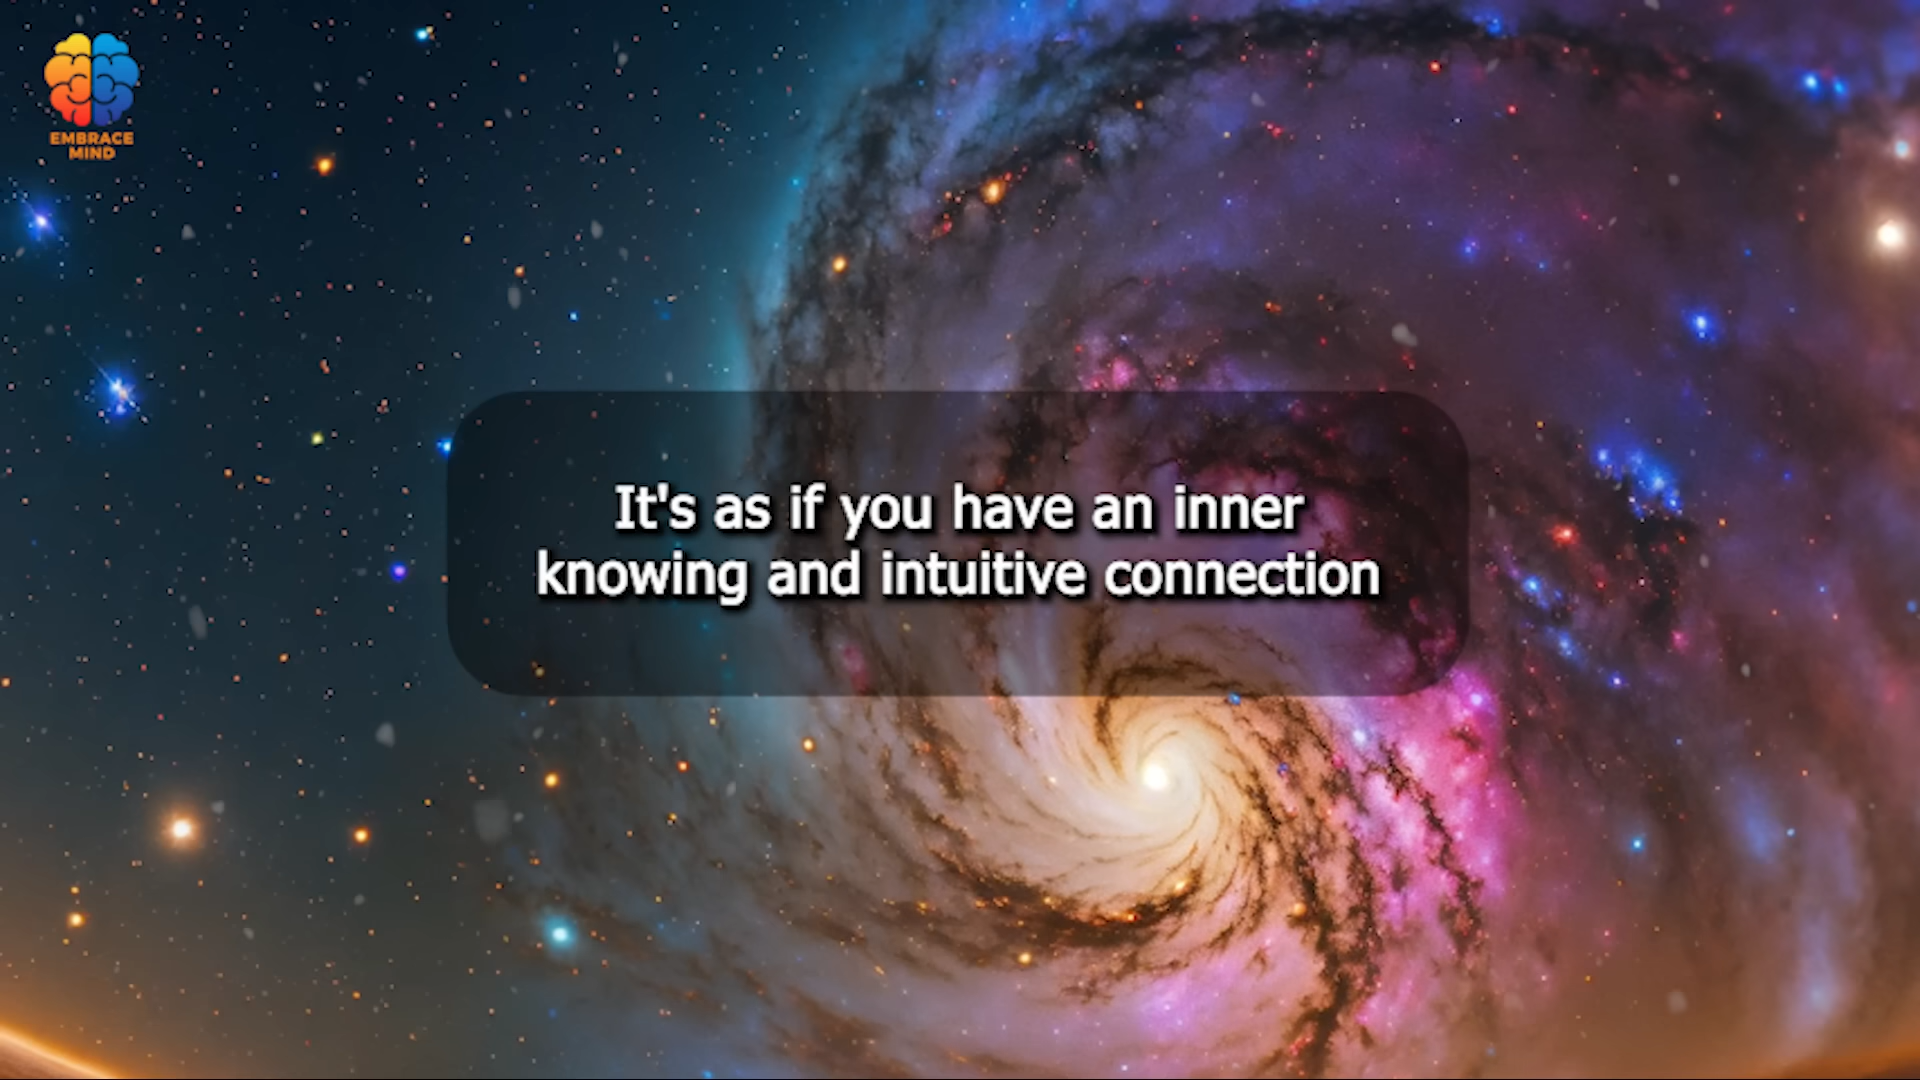 EMBRACE
MIND
It's as if you have an inner
knowing and intuitive connection